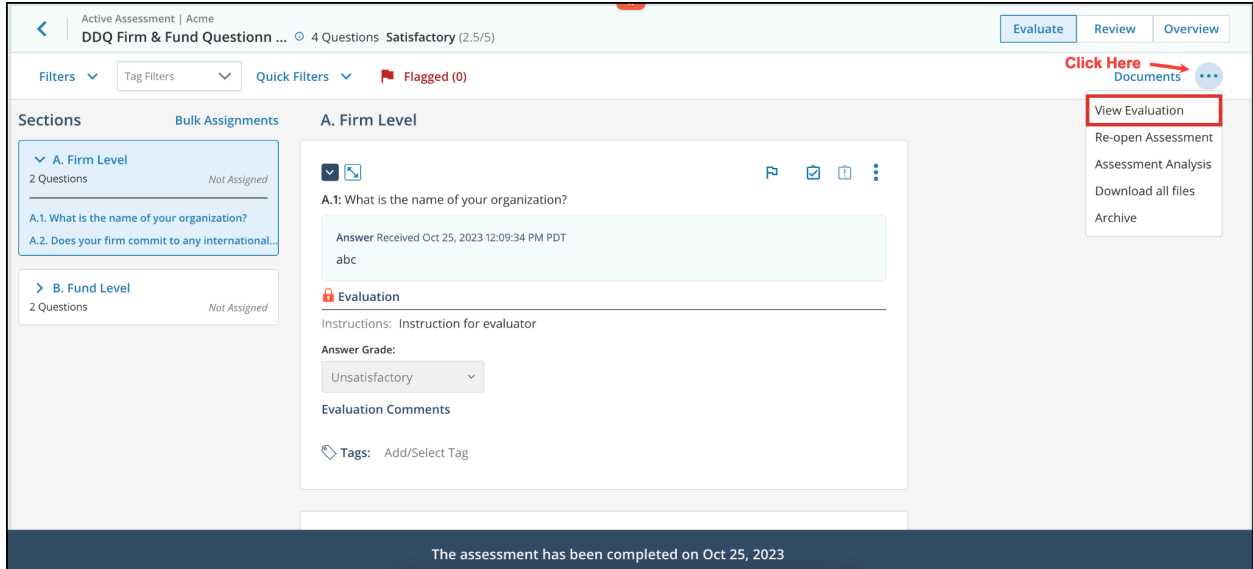 Active Assessment | Acme
DDQ Firm & Fund Questionn ... 4 Questions Satisfactory (2.5/5)
Evaluate Review Overview
Filters Tag Filters Quick Filters Flagged (0)
Click Here
Documents
View Evaluation
Re-open Assessment
Assessment Analysis
Download all files
Archive
Sections Bulk Assignments
A. Firm Level
2 Questions Not Assigned
A.1. What is the name of your organization?
A.2. Does your firm commit to any international...
B. Fund Level
2 Questions Not Assigned
A. Firm Level
A.1: What is the name of your organization?
Answer Received Oct 25, 2023 12:09:34 PM PDT
abc
Evaluation
Instructions: Instruction for evaluator
Answer Grade:
Unsatisfactory
Evaluation Comments
Tags: Add/Select Tag
The assessment has been completed on Oct 25, 2023